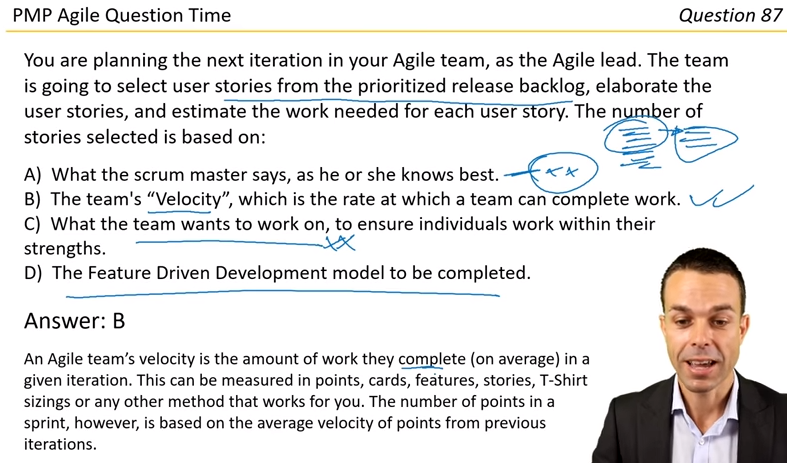 PMP Agile Question Time
Question 87
You are planning the next iteration in your Agile team, as the Agile lead. The team
is going to select user stories from the prioritized release backlog, elaborate the
user stories, and estimate the work needed for each user story. The number of
stories selected is based on:
A) What the scrum master says, as he or she knows best.
B) The team's “Velocity”, which is the rate at which a team can complete work.
C) What the team wants to work on, to ensure individuals work within their
strengths.
D) The Feature Driven Development model to be completed.
Answer: B
An Agile team’s velocity is the amount of work they complete (on average) in a
given iteration. This can be measured in points, cards, features, stories, T-Shirt
sizings or any other method that works for you. The number of points in a
sprint, however, is based on the average velocity of points from previous
iterations.